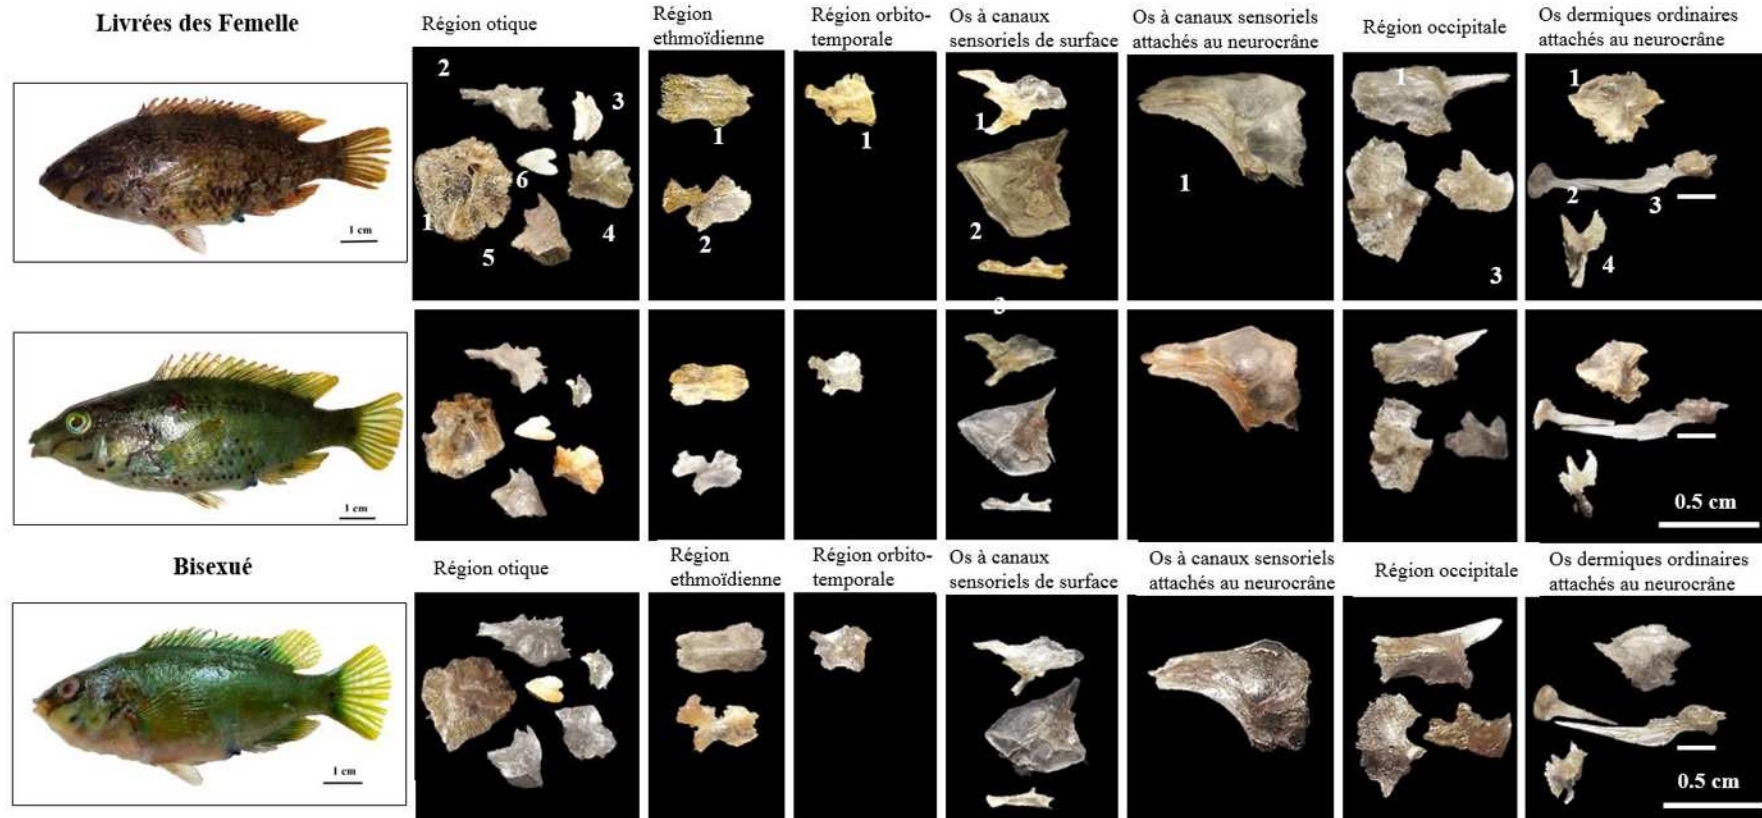 Livrées des Femelle
Région otique
Région
ethmoïdienne
Région orbito-
temporale
Os à canaux
sensoriels de surface
Os à canaux sensoriels
attachés au neurocrâne
Région occipitale
Os dermiques ordinaires
attachés au neurocrâne
1 cm
2
3
6
1
4
5
1
2
1
1
2
3
1
1
3
1
2
3
4
1 cm
0.5 cm
Bisexué
Région otique
Région
ethmoïdienne
Région orbito-
temporale
Os à canaux
sensoriels de surface
Os à canaux sensoriels
attachés au neurocrâne
Région occipitale
Os dermiques ordinaires
attachés au neurocrâne
1 cm
0.5 cm